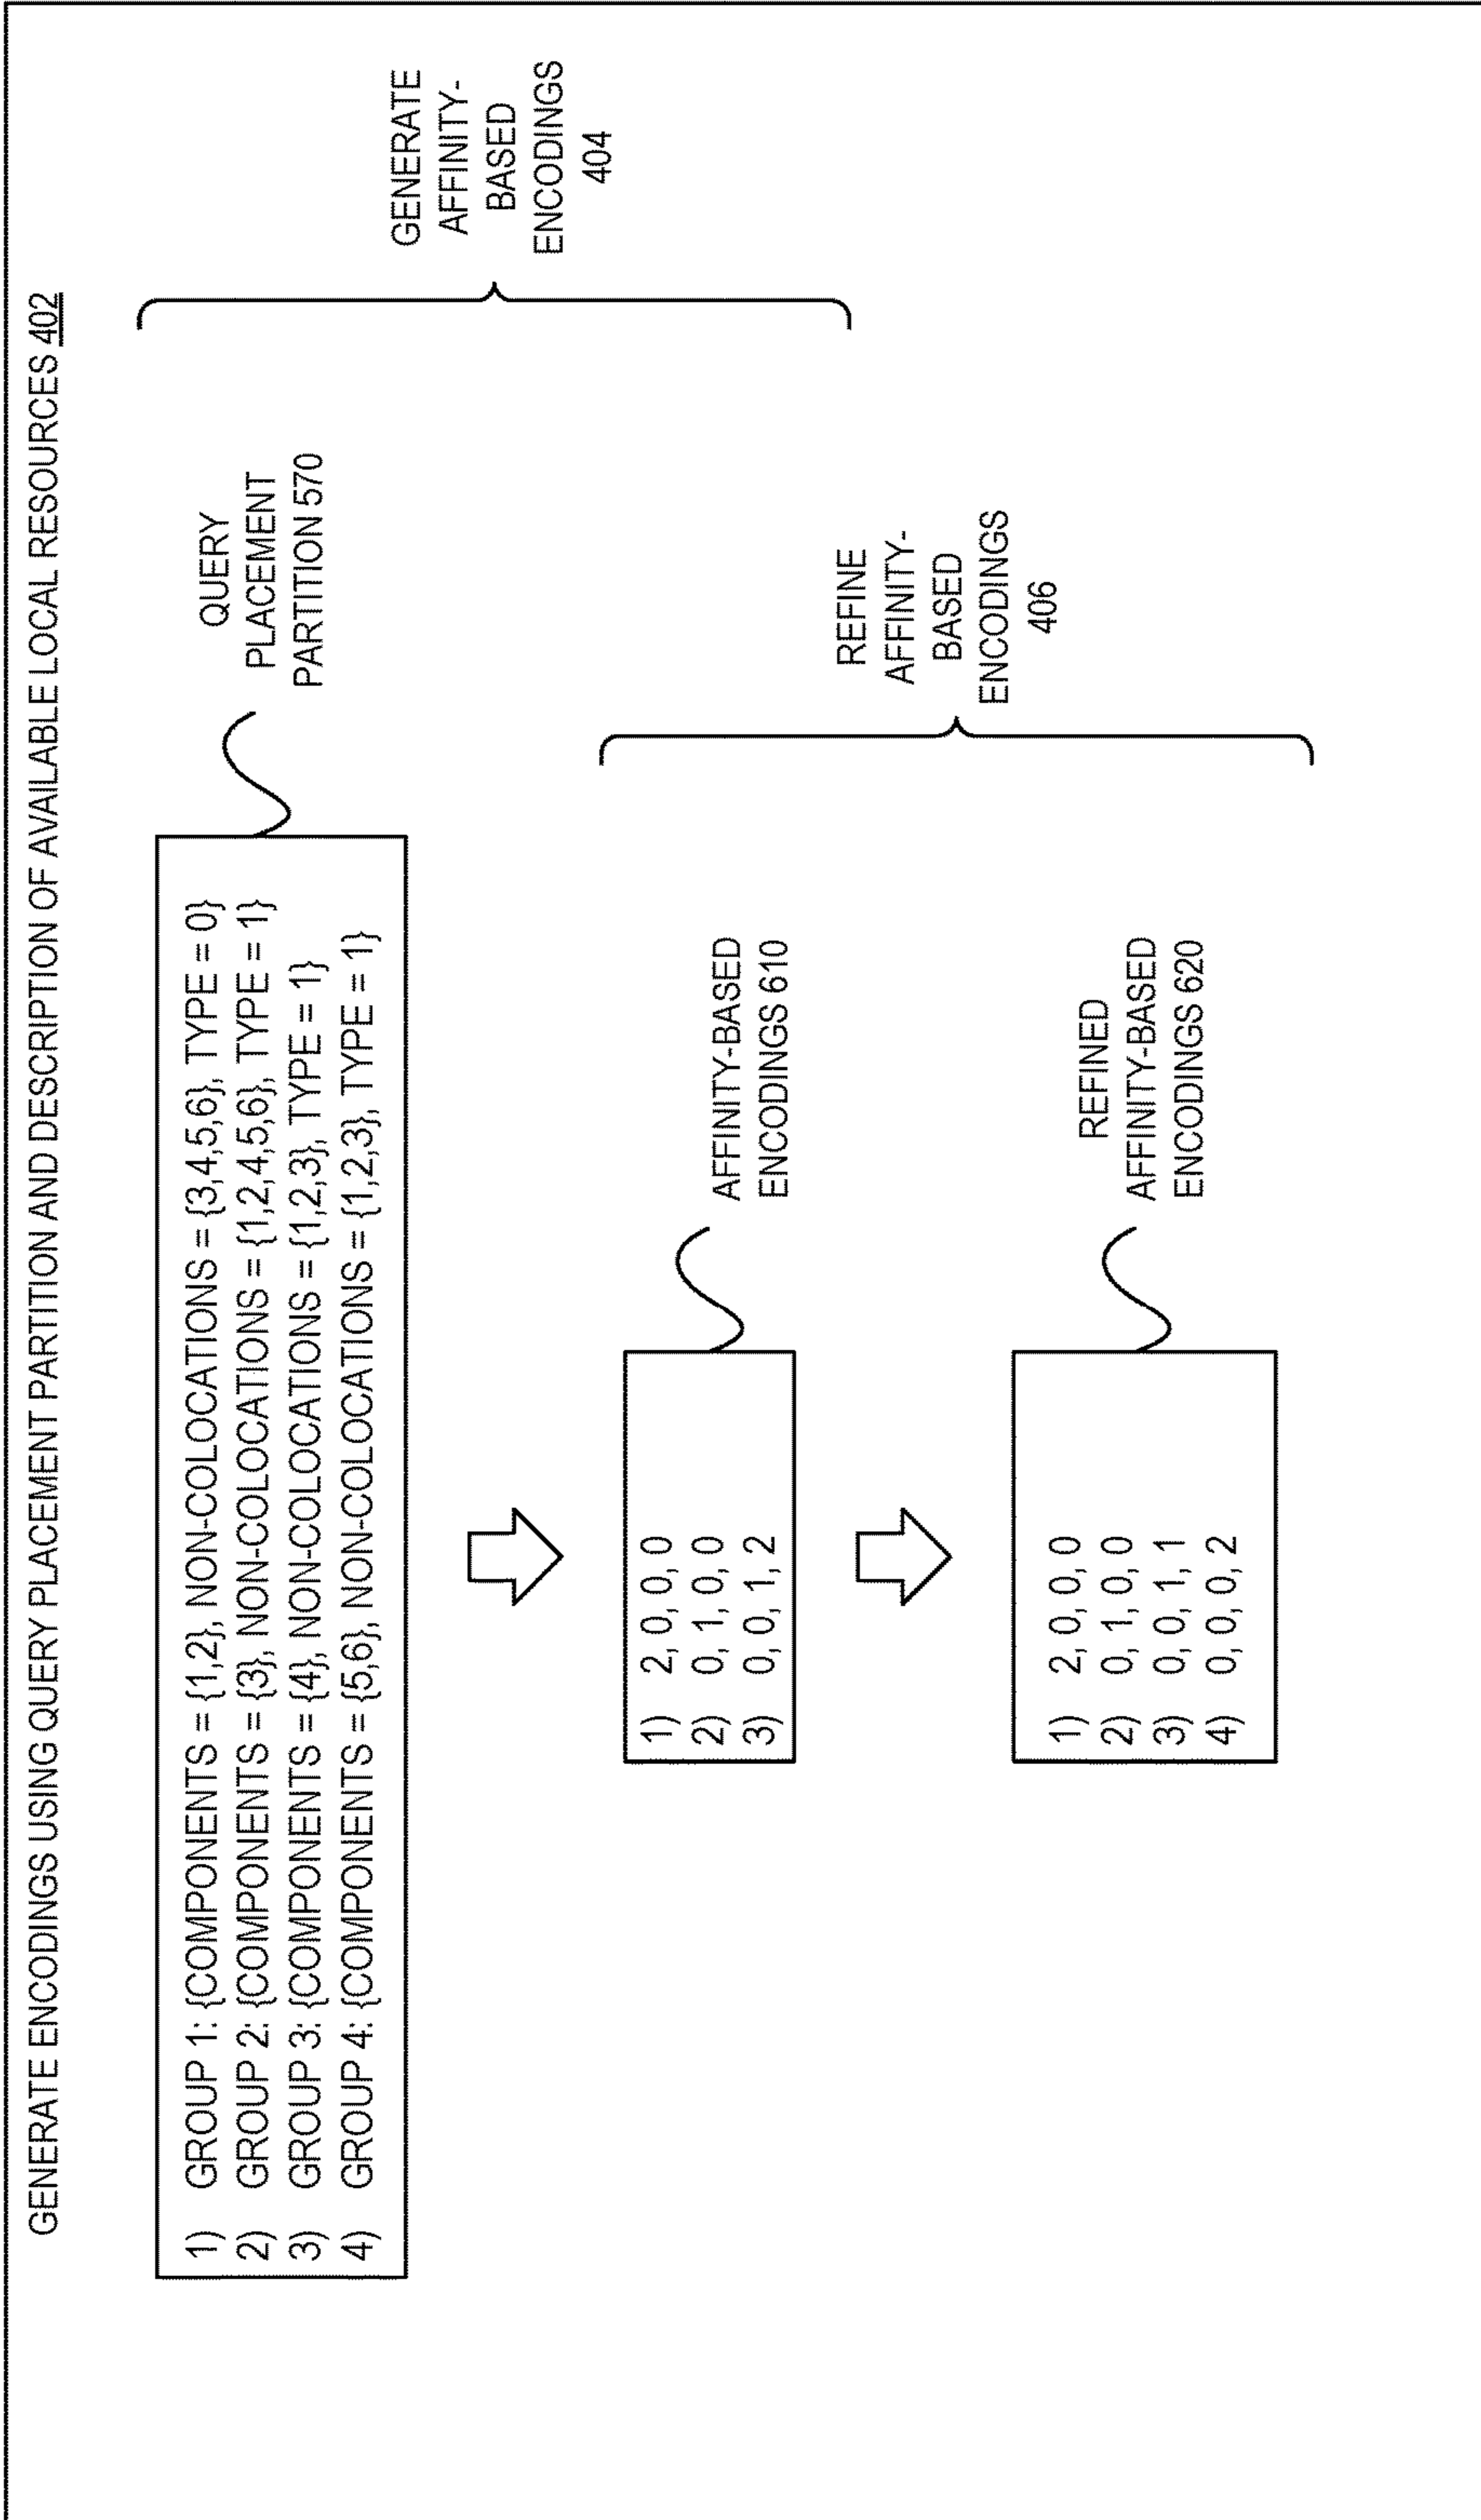 GENERATE ENCODINGS USING QUERY PLACEMENT PARTITION AND DESCRIPTION OF AVAILABLE LOCAL RESOURCES 402
1) GROUP 1: {COMPONENTS = {1,2}, NON-COLOCATIONS = {3,4,5,6}, TYPE = 0}
2) GROUP 2: {COMPONENTS = {3}, NON-COLOCATIONS = {1,2,4,5,6}, TYPE = 1}
3) GROUP 3: {COMPONENTS = {4}, NON-COLOCATIONS = {1,2,3}, TYPE = 1}
4) GROUP 4: {COMPONENTS = {5,6}, NON-COLOCATIONS = {1,2,3}, TYPE = 1}
QUERY
PLACEMENT
PARTITION 570
GENERATE
AFFINITY-
BASED
ENCODINGS
404
1) 2, 0, 0, 0
2) 0, 1, 0, 0
3) 0, 0, 1, 2
AFFINITY-BASED
ENCODINGS 610
REFINE
AFFINITY-
BASED
ENCODINGS
406
1) 2, 0, 0, 0
2) 0, 1, 0, 0
3) 0, 0, 1, 1
4) 0, 0, 0, 2
REFINED
AFFINITY-BASED
ENCODINGS 620